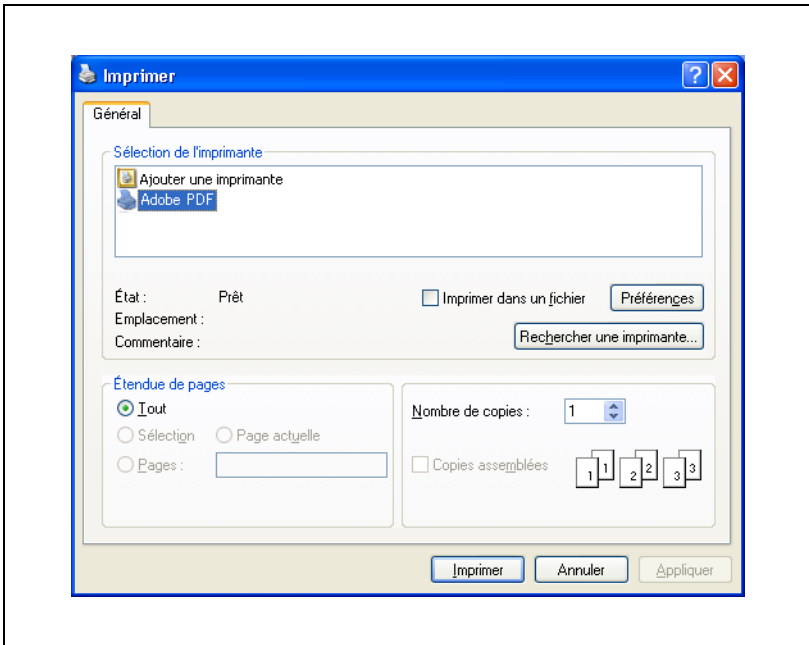 Imprimer
Général
Sélection de l'imprimante
Ajouter une imprimante
Adobe PDF
État : Prêt
Imprimer dans un fichier Préférences
Emplacement :
Commentaire :
Rechercher une imprimante...
Étendue de pages
Tout
Sélection Page actuelle
Pages :
Nombre de copies : 1
Copies assemblées 1 1 2 2 3 3
Imprimer Annuler Appliquer